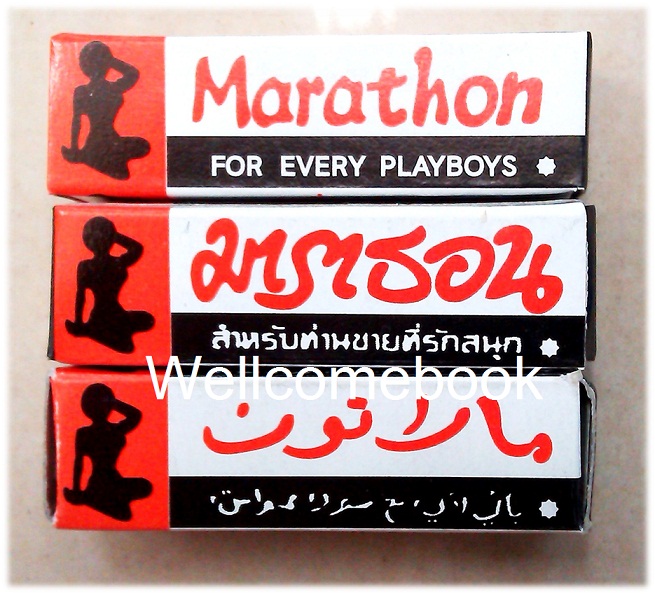 Marathon
FOR EVERY PLAYBOYS
มาราธอน
สำหรับท่านชายที่รักสนุก
Wellcomebook
ماراتون